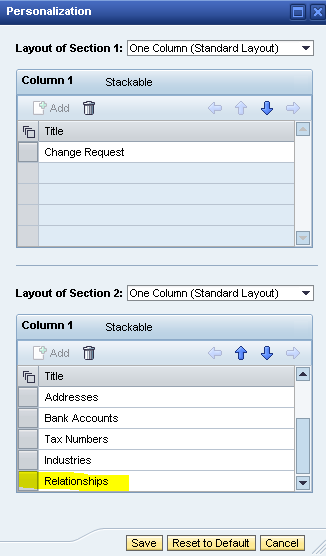 Personalization
Layout of Section 1: One Column (Standard Layout)
Column 1 Stackable
Add
Title
Change Request
Layout of Section 2: One Column (Standard Layout)
Column 1 Stackable
Add
Title
Addresses
Bank Accounts
Tax Numbers
Industries
Relationships
Save Reset to Default Cancel